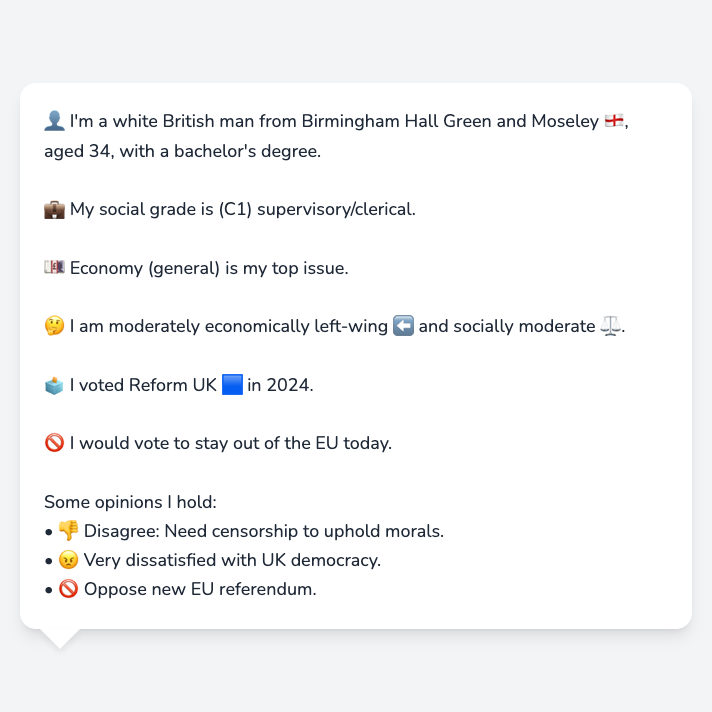 👤 I'm a white British man from Birmingham Hall Green and Moseley 🏴󠁧󠁢󠁥󠁮󠁧󠁿,
aged 34, with a bachelor's degree.
💼 My social grade is (C1) supervisory/clerical.
💷 Economy (general) is my top issue.
🤔 I am moderately economically left-wing ⬅️ and socially moderate ⚖️.
🗳️ I voted Reform UK 🟦 in 2024.
🚫 I would vote to stay out of the EU today.
Some opinions I hold:
• 👎 Disagree: Need censorship to uphold morals.
• 😠 Very dissatisfied with UK democracy.
• 🚫 Oppose new EU referendum.